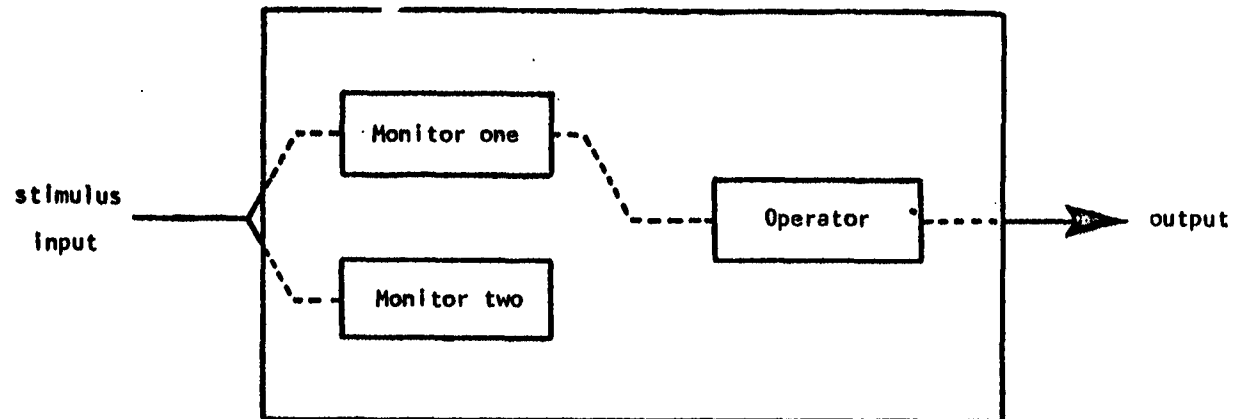 Monitor one
stimulus
input
Operator
output
Monitor two